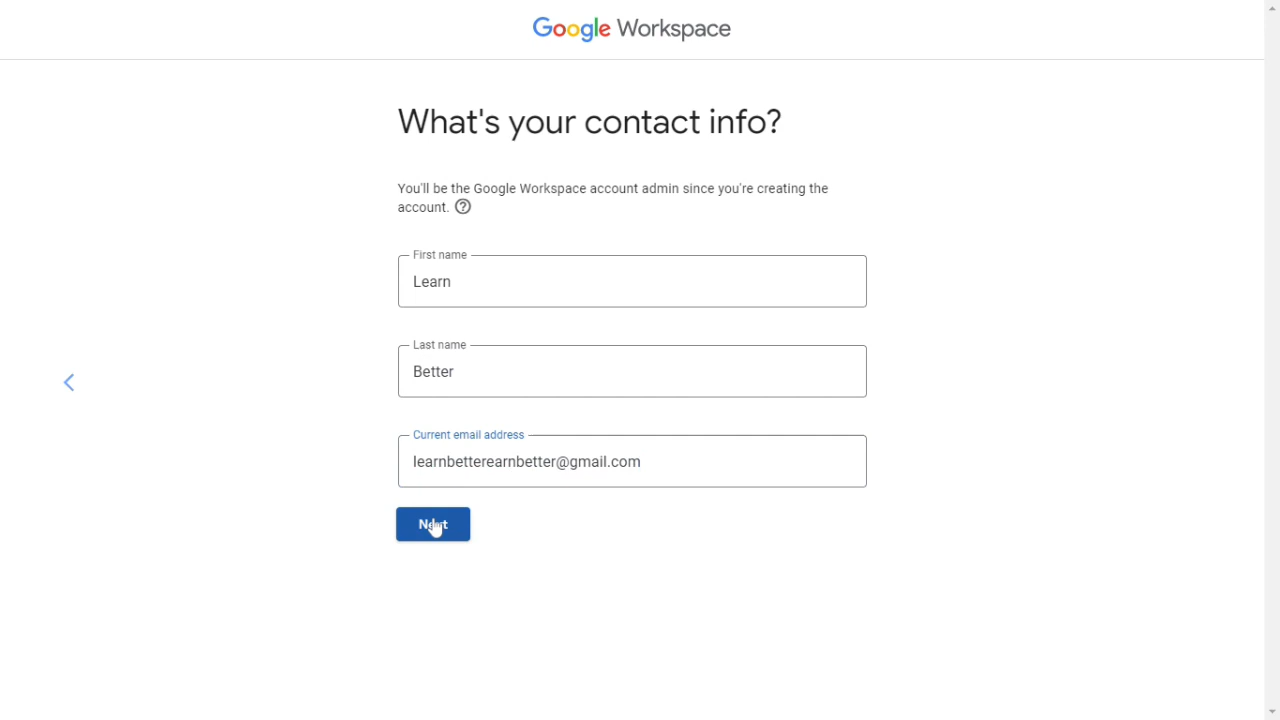 Google Workspace
What's your contact info?
You'll be the Google Workspace account admin since you're creating the
account.
First name
Learn
Last name
Better
Current email address
learnbetterearnbetter@gmail.com
Next